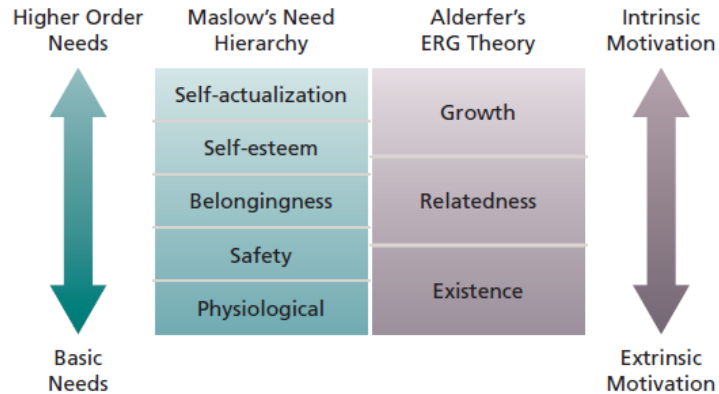 Higher Order
Needs
Maslow's Need
Hierarchy
Alderfer's
ERG Theory
Intrinsic
Motivation
Self-actualization
Self-esteem
Belongingness
Safety
Physiological
Growth
Relatedness
Existence
Basic
Needs
Extrinsic
Motivation